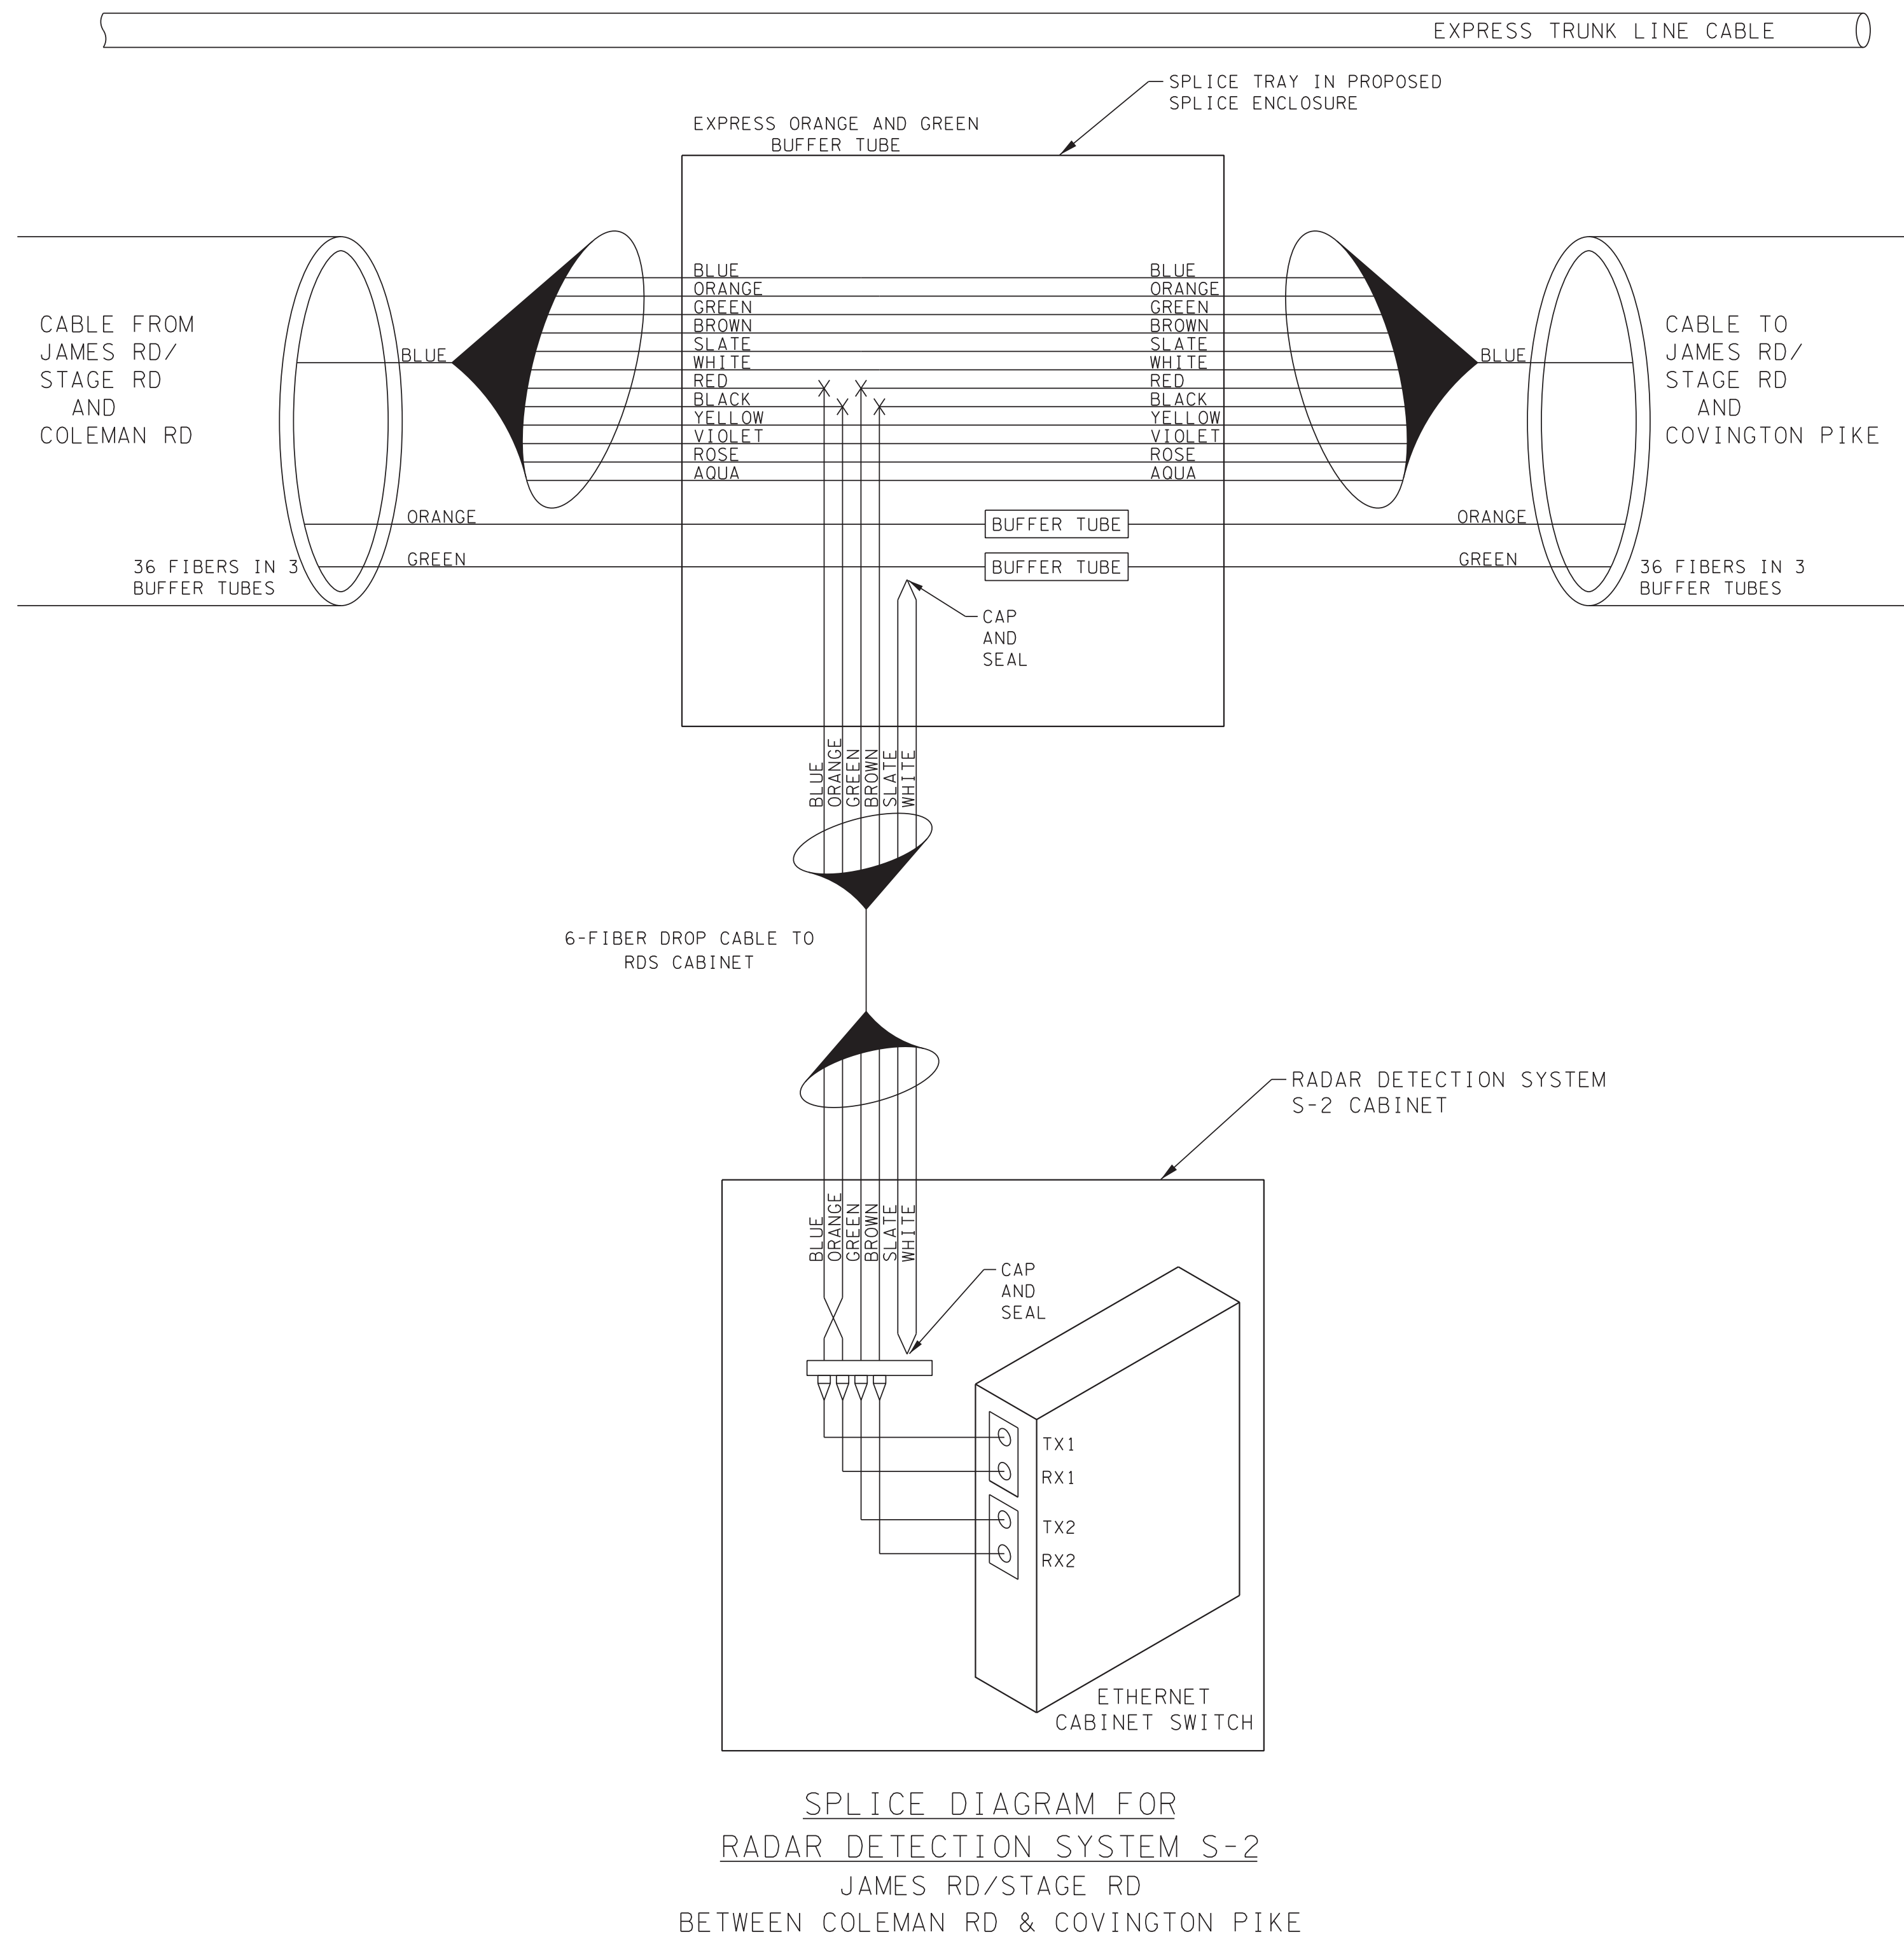 EXPRESS TRUNK LINE CABLE
SPLICE TRAY IN PROPOSED
SPLICE ENCLOSURE
EXPRESS ORANGE AND GREEN
BUFFER TUBE
CABLE FROM
JAMES RD/
STAGE RD
AND
COLEMAN RD
36 FIBERS IN 3
BUFFER TUBES
BLUE
ORANGE
GREEN
BLUE
ORANGE
GREEN
BROWN
SLATE
WHITE
RED
BLACK
YELLOW
VIOLET
ROSE
AQUA
BLUE
ORANGE
GREEN
BROWN
SLATE
WHITE
RED
BLACK
YELLOW
VIOLET
ROSE
AQUA
BUFFER TUBE
BUFFER TUBE
BLUE
ORANGE
GREEN
CABLE TO
JAMES RD/
STAGE RD
AND
COVINGTON PIKE
36 FIBERS IN 3
BUFFER TUBES
CAP
AND
SEAL
BLUE
ORANGE
GREEN
BROWN
SLATE
WHITE
6-FIBER DROP CABLE TO
RDS CABINET
RADAR DETECTION SYSTEM
S-2 CABINET
BLUE
ORANGE
GREEN
BROWN
SLATE
WHITE
CAP
AND
SEAL
TX1
RX1
TX2
RX2
ETHERNET
CABINET SWITCH
SPLICE DIAGRAM FOR
RADAR DETECTION SYSTEM S-2
JAMES RD/STAGE RD
BETWEEN COLEMAN RD & COVINGTON PIKE